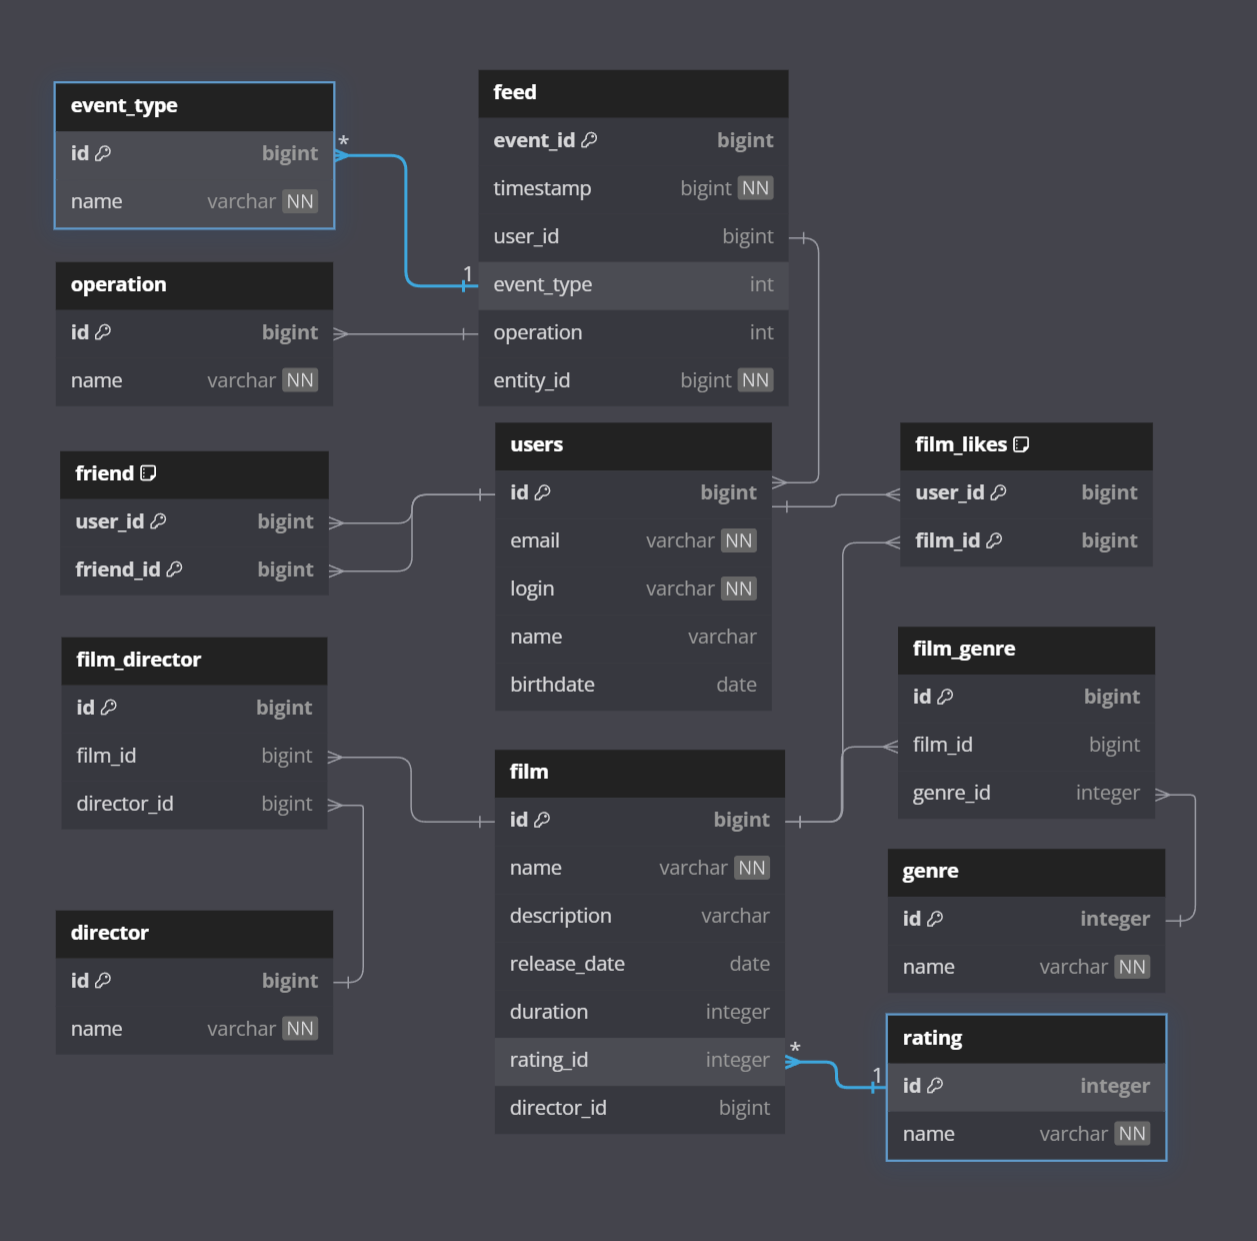 event_type
id bigint
name varchar NN
*
1
feed
event_id bigint
timestamp bigint NN
user_id bigint
event_type int
operation int
entity_id bigint NN
operation
id bigint
name varchar NN
friend
user_id bigint
friend_id bigint
users
id bigint
email varchar NN
login varchar NN
name varchar
birthdate date
film_likes
user_id bigint
film_id bigint
film_director
id bigint
film_id bigint
director_id bigint
film_genre
id bigint
film_id bigint
genre_id integer
film
id bigint
name varchar NN
description varchar
release_date date
duration integer
rating_id integer
director_id bigint
*
1
genre
id integer
name varchar NN
director
id bigint
name varchar NN
rating
id integer
name varchar NN